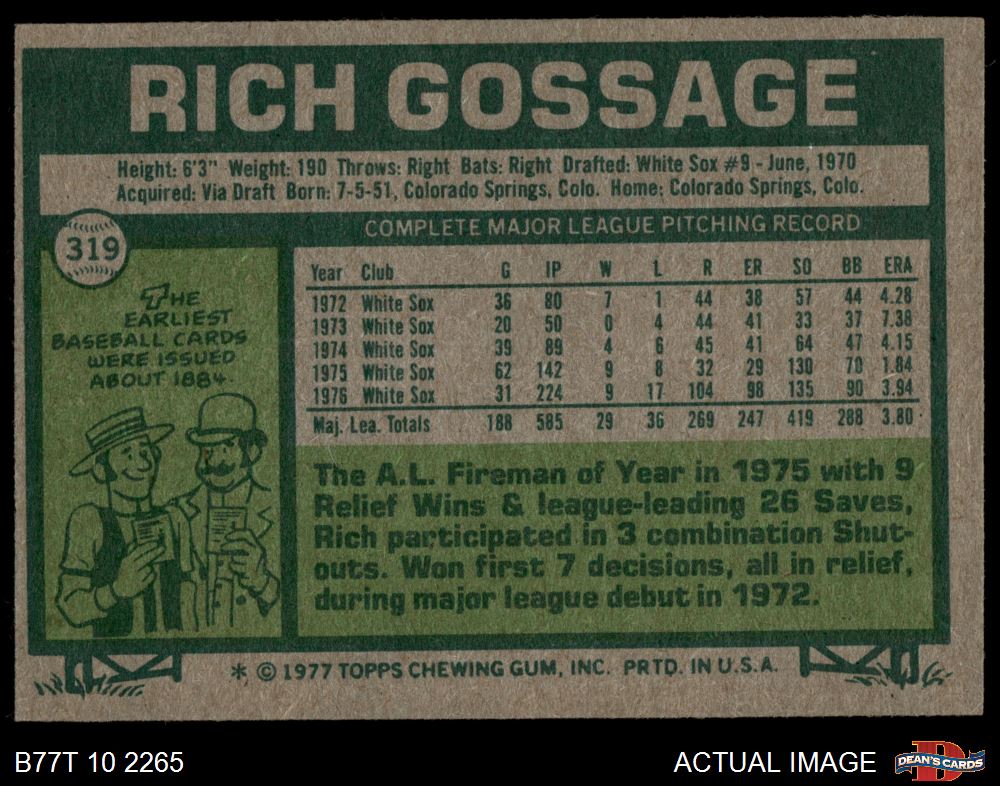 RICH GOSSAGE
Height: 6'3" Weight: 190 Throws: Right Bats: Right Drafted: White Sox #9 - June, 1970
Acquired: Via Draft Born: 7-5-51, Colorado Springs, Colo. Home: Colorado Springs, Colo.
319
COMPLETE MAJOR LEAGUE PITCHING RECORD
Year Club G IP W L R ER SO BB ERA
1972 White Sox 36 80 7 1 44 38 57 44 4.28
1973 White Sox 20 50 0 4 44 41 33 37 7.38
1974 White Sox 39 89 4 6 45 41 64 47 4.15
1975 White Sox 62 142 9 8 32 29 130 70 1.84
1976 White Sox 31 224 9 17 104 98 135 90 3.94
Maj. Lea. Totals 188 585 29 36 269 247 419 288 3.80
THE
EARLIEST
BASEBALL CARDS
WERE ISSUED
ABOUT 1884.
The A.L. Fireman of Year in 1975 with 9
Relief Wins & league-leading 26 Saves,
Rich participated in 3 combination Shut-
outs. Won first 7 decisions, all in relief,
during major league debut in 1972.
* © 1977 TOPPS CHEWING GUM, INC. PRTD. IN U.S.A.
B77T 10 2265
ACTUAL IMAGE
DEAN'S CARDS